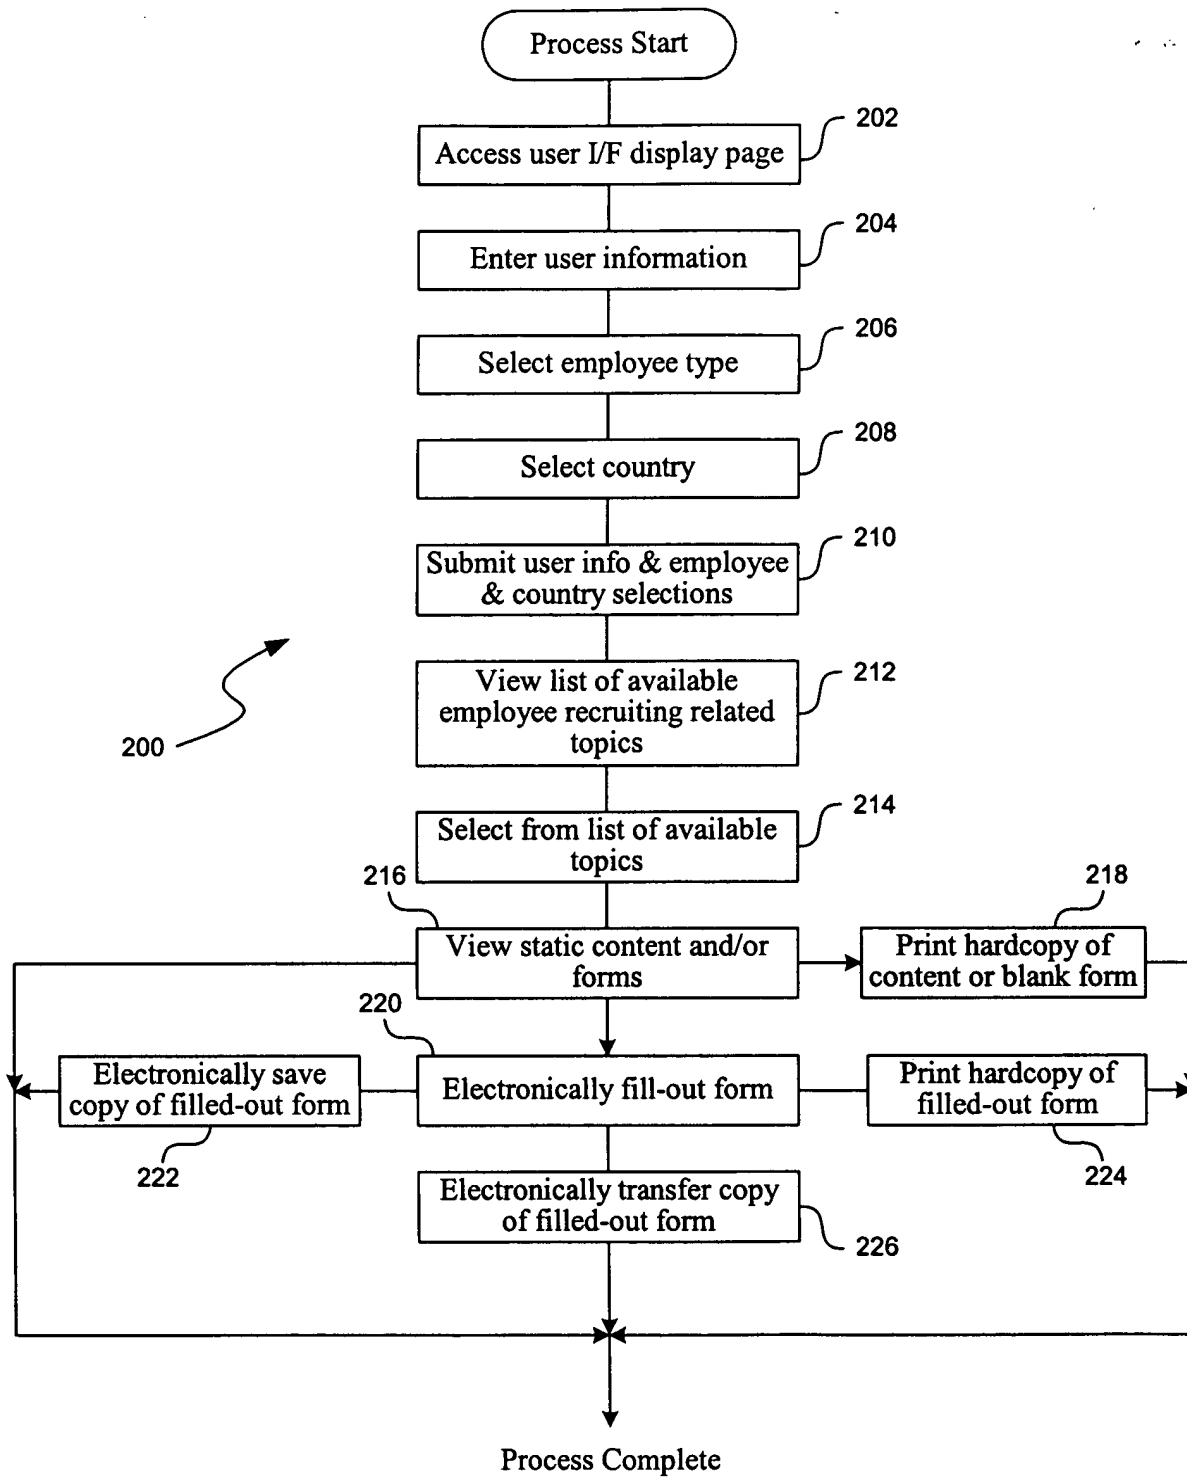 Process Start
202
Access user I/F display page
204
Enter user information
206
Select employee type
208
Select country
210
Submit user info & employee
& country selections
212
View list of available
employee recruiting related
topics
200
214
Select from list of available
topics
216
218
View static content and/or
forms
Print hardcopy of
content or blank form
220
Electronically save
copy of filled-out form
Electronically fill-out form
Print hardcopy of
filled-out form
222
224
Electronically transfer copy
of filled-out form
226
Process Complete